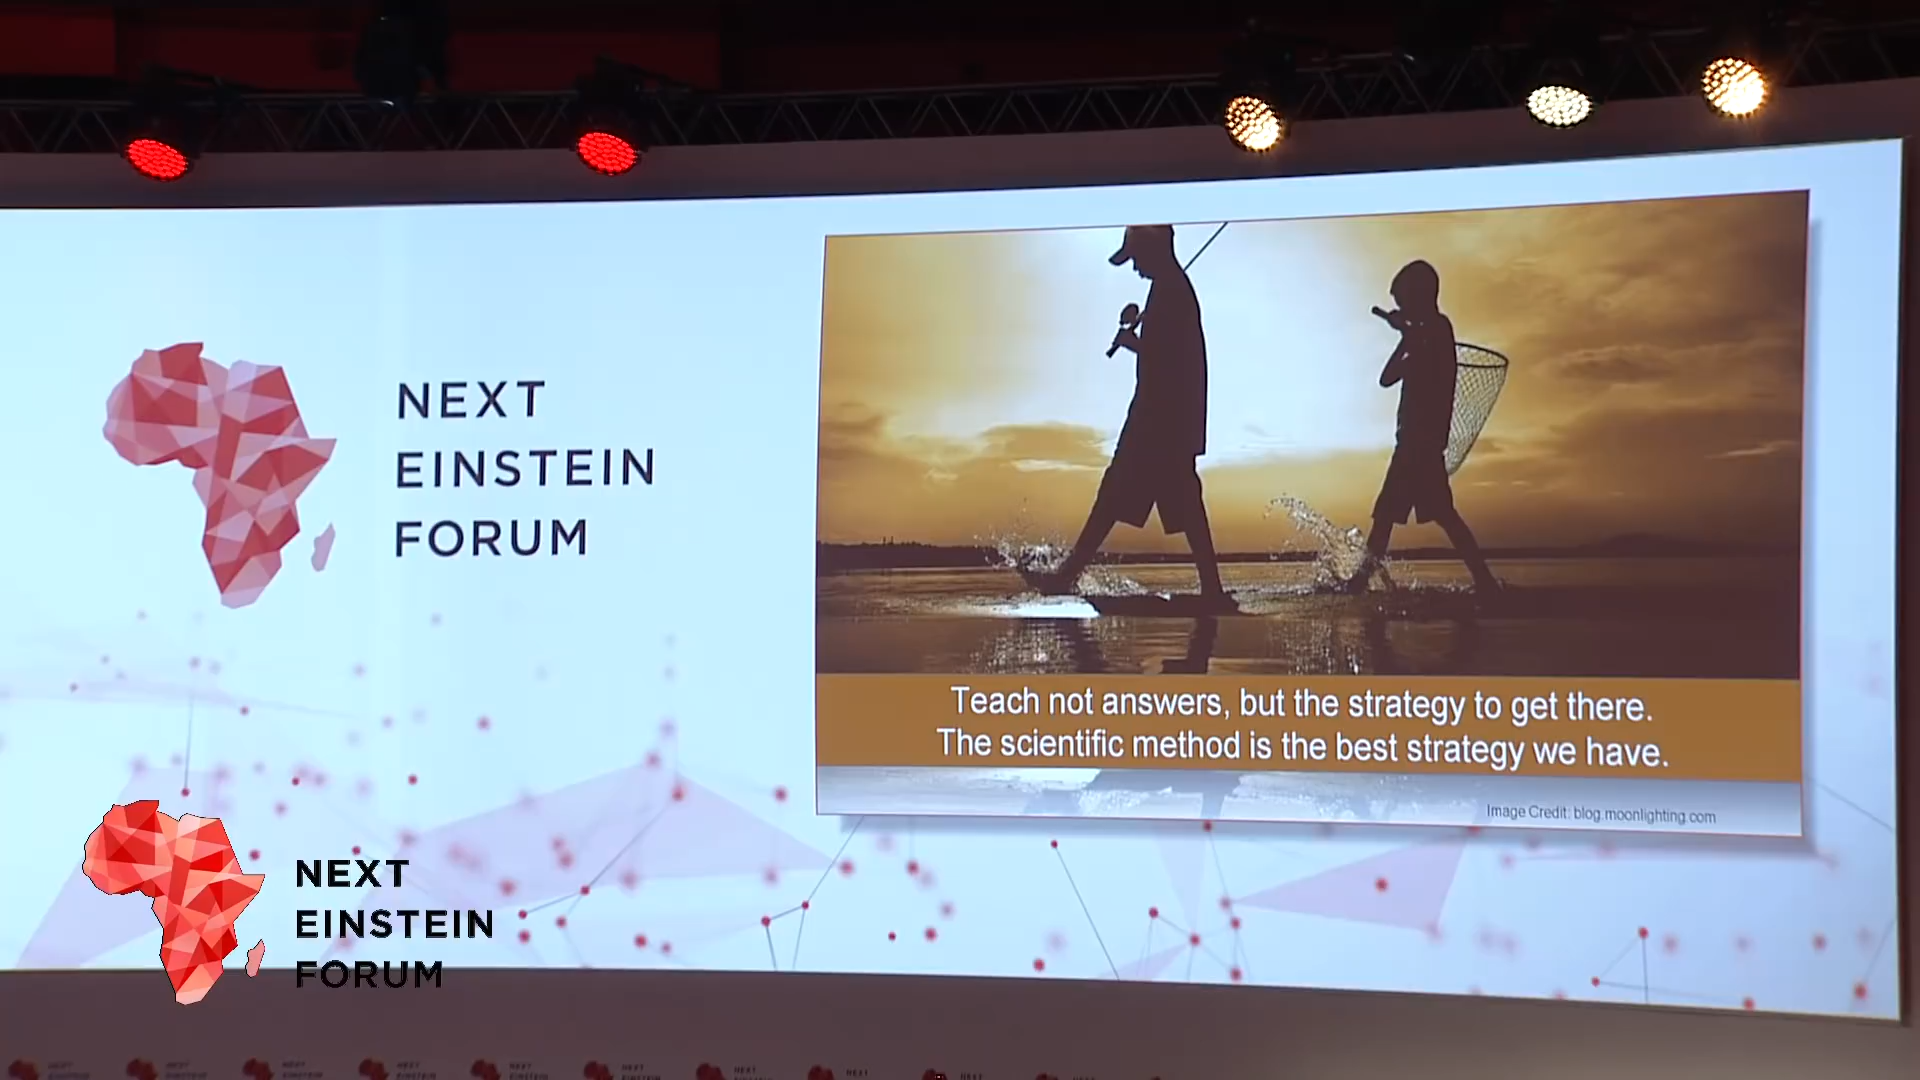 NEXT
EINSTEIN
FORUM
Teach not answers, but the strategy to get there.
The scientific method is the best strategy we have.
Image Credit: blog.moonlighting.com
NEXT
EINSTEIN
FORUM